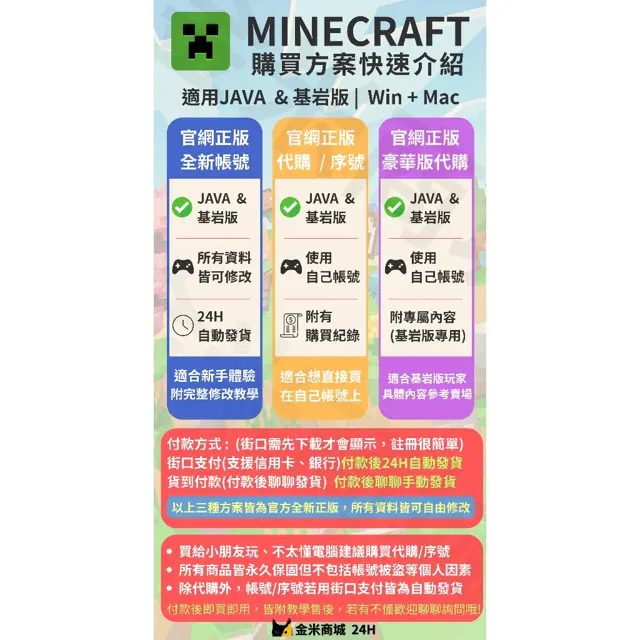 MINECRAFT
購買方案快速介紹
適用JAVA & 基岩版 | Win + Mac
官網正版
全新帳號
JAVA &
基岩版
所有資料
皆可修改
24H
自動發貨
適合新手體驗
附完整修改教學
官網正版
代購 / 序號
JAVA &
基岩版
使用
自己帳號
附有
購買紀錄
適合想直接買
在自己帳號上
官網正版
豪華版代購
JAVA &
基岩版
使用
自己帳號
附專屬內容
(基岩版專用)
適合基岩版玩家
具體內容參考賣場
付款方式 : (街口需先下載才會顯示，註冊很簡單)
街口支付(支援信用卡、銀行)付款後24H自動發貨
貨到付款(付款後聊聊發貨) 付款後聊聊手動發貨
以上三種方案皆為官方全新正版，所有資料皆可自由修改
• 買給小朋友玩、不太懂電腦建議購買代購/序號
• 所有商品皆永久保固但不包括帳號被盜等個人因素
• 除代購外，帳號/序號若用街口支付皆為自動發貨
付款後即買即用，皆附教學售後，若有不懂歡迎聊聊詢問哦!
金米商城 24H